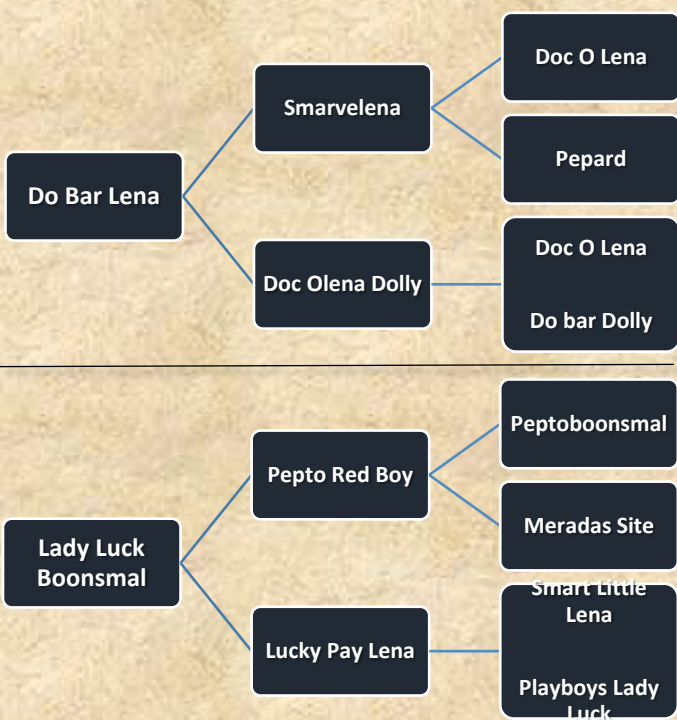 Doc O Lena
Smarvelena
Pepard
Do Bar Lena
Doc O Lena
Doc Olena Dolly
Do bar Dolly
Peptoboonsmal
Pepto Red Boy
Meradas Site
Lady Luck
Boonsmal
Smart Little
Lena
Lucky Pay Lena
Playboys Lady
Luck